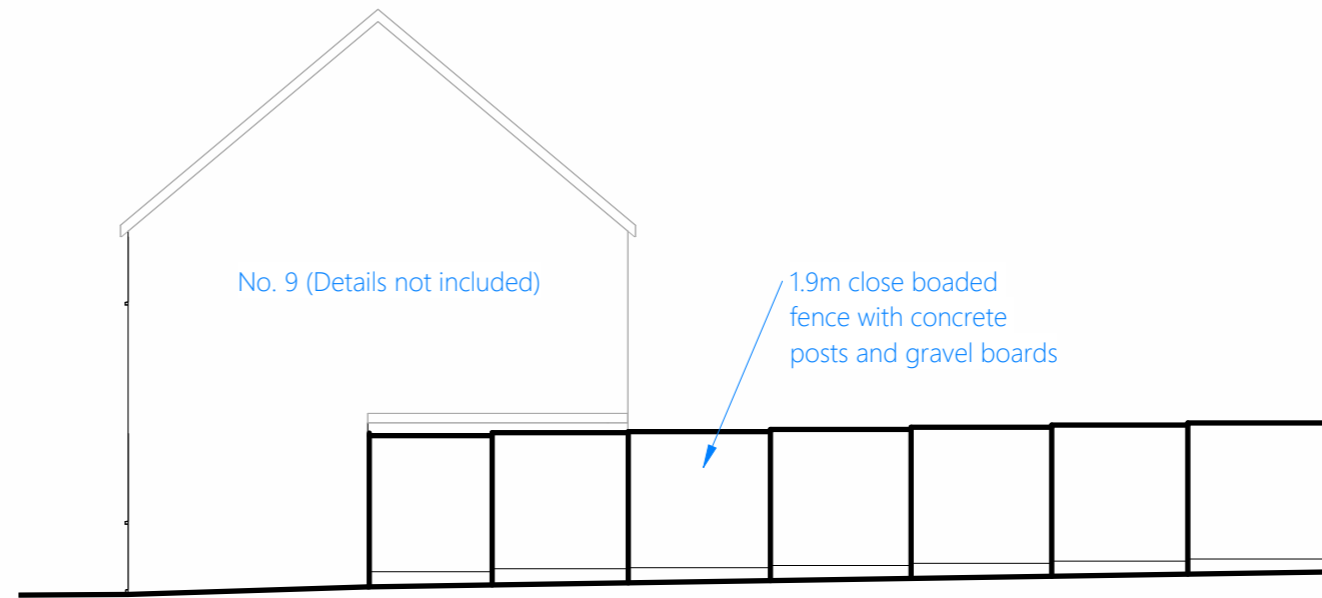 No. 9 (Details not included)
1.9m close boaded
fence with concrete
posts and gravel boards